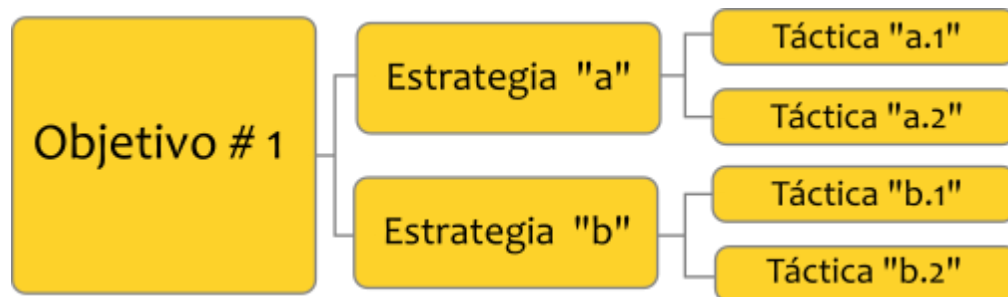 Objetivo # 1
Estrategia "a"
Táctica "a.1"
Táctica "a.2"
Estrategia "b"
Táctica "b.1"
Táctica "b.2"